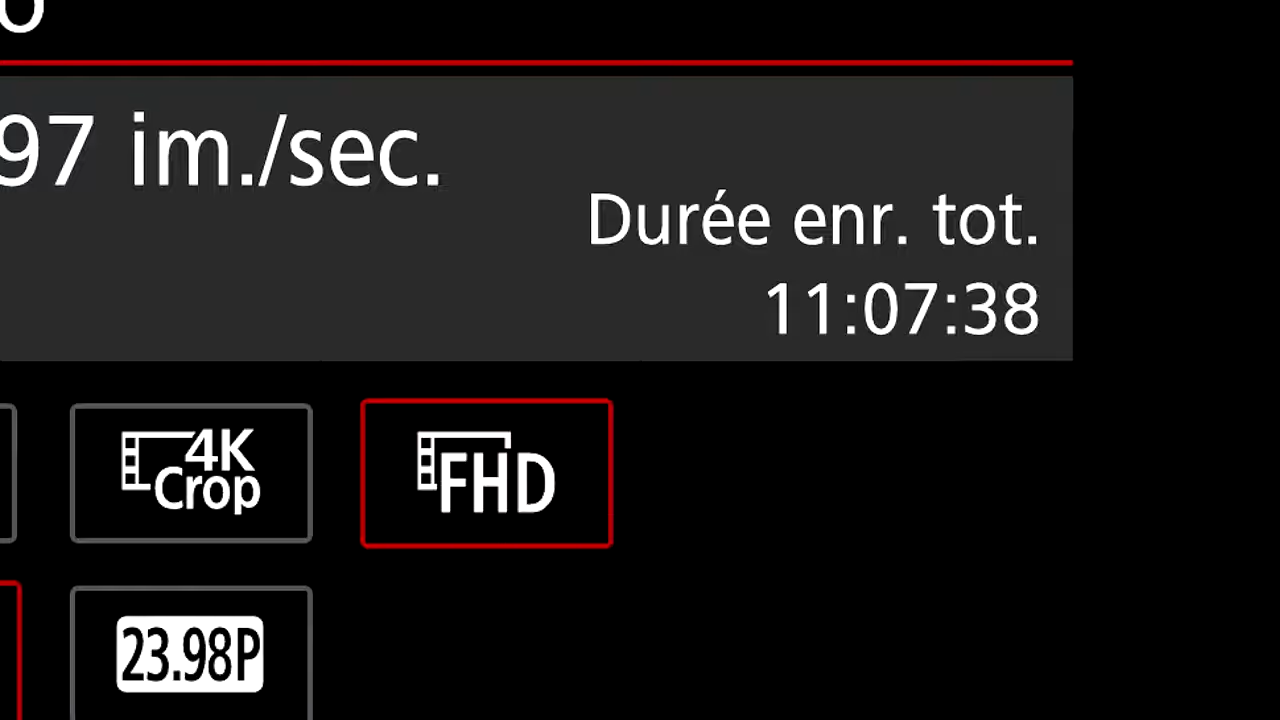 97 im./sec.
Durée enr. tot.
11:07:38
4K
Crop
FHD
23.98P